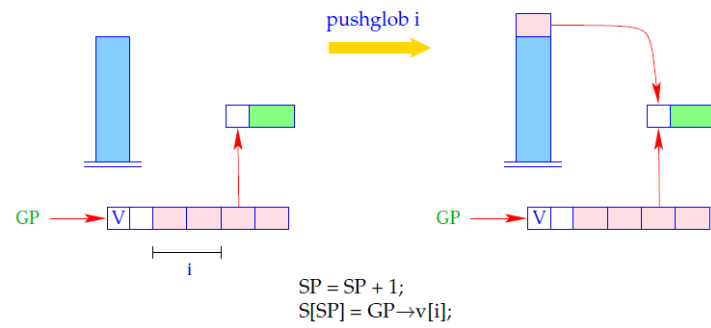 pushglob i
GP
V
i
GP
V
SP = SP + 1;
S[SP] = GP→v[i];